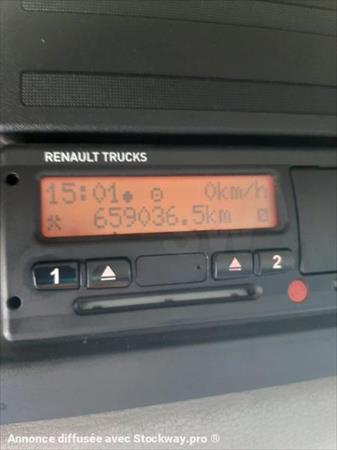 RENAULT TRUCKS
15:01 0km/h
659036.5km
1 2
Annonce diffusée avec Stockway.pro ®